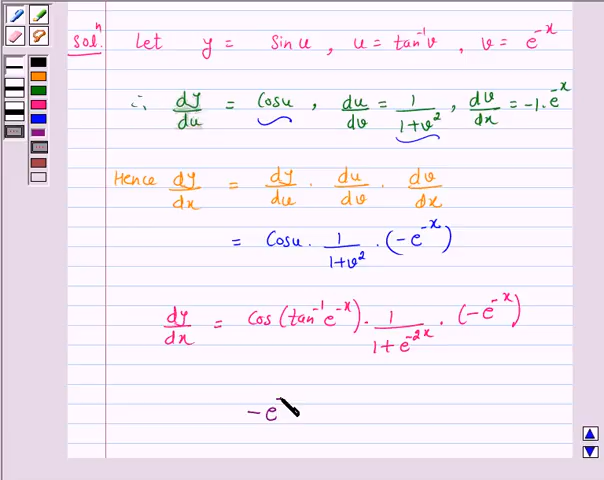 Solⁿ Let y = Sin u, u = tan⁻¹v, v = e⁻ˣ
∴ dy/du = Cos u, du/dv = 1/(1+v²), dv/dx = -1·e⁻ˣ
Hence dy/dx = dy/du · du/dv · dv/dx
= Cos u · 1/(1+v²) · (-e⁻ˣ)
dy/dx = Cos(tan⁻¹e⁻ˣ) · 1/(1+e⁻²ˣ) · (-e⁻ˣ)
-e⁻